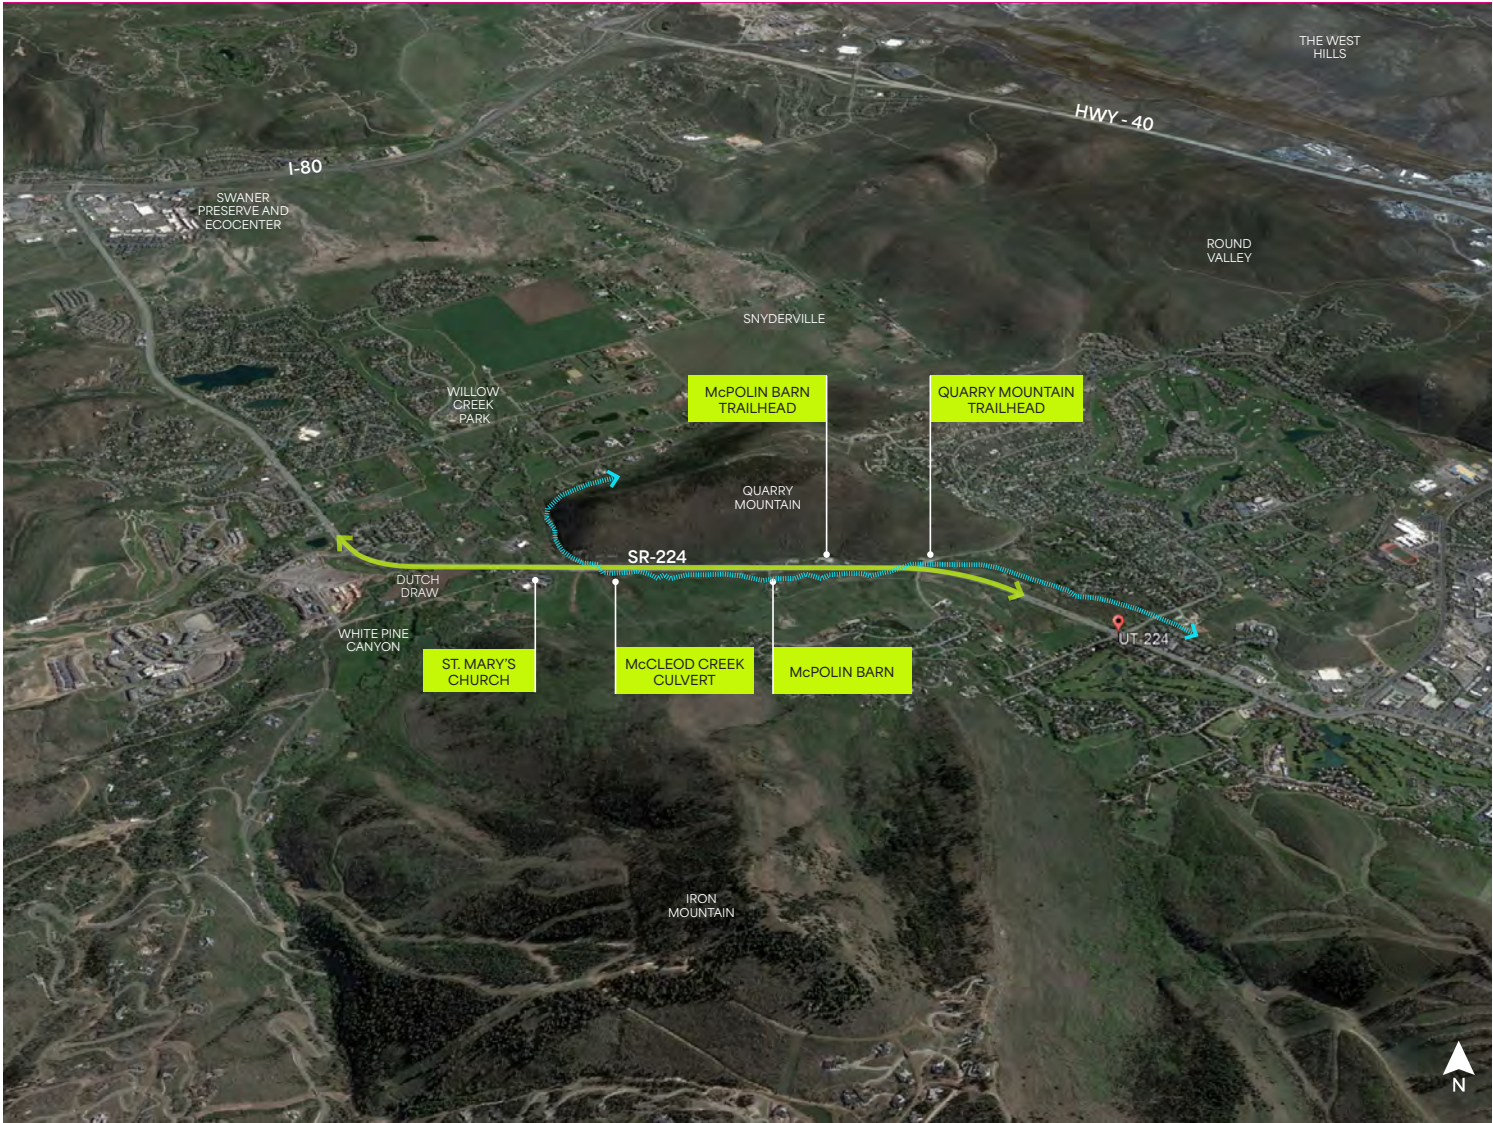 THE WEST
HILLS
HWY - 40
I-80
SWANER
PRESERVE AND
ECOCENTER
ROUND
VALLEY
SNYDERVILLE
WILLOW
CREEK
PARK
McPOLIN BARN
TRAILHEAD
QUARRY MOUNTAIN
TRAILHEAD
QUARRY
MOUNTAIN
SR-224
DUTCH
DRAW
WHITE PINE
CANYON
UT-224
ST. MARY'S
CHURCH
McCLEOD CREEK
CULVERT
McPOLIN BARN
IRON
MOUNTAIN
N